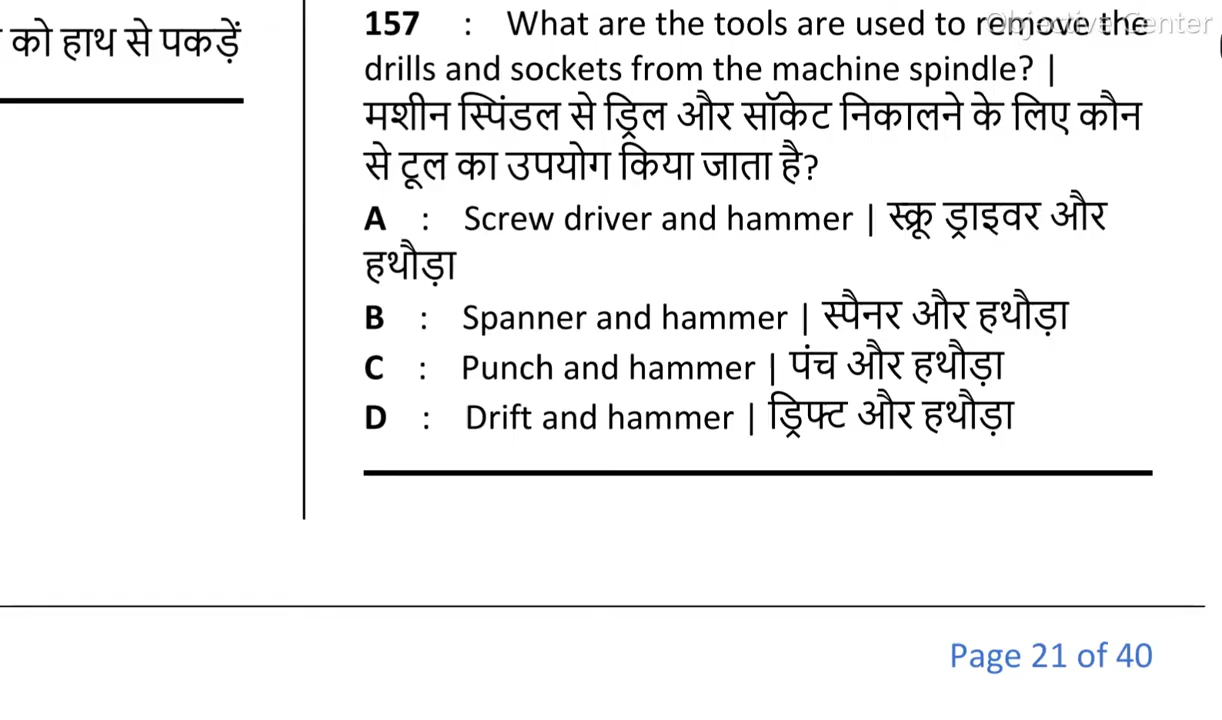 को हाथ से पकड़ें
157 : What are the tools are used to remove the
drills and sockets from the machine spindle? |
मशीन स्पिंडल से ड्रिल और सॉकेट निकालने के लिए कौन
से टूल का उपयोग किया जाता है?
A : Screw driver and hammer | स्क्रू ड्राइवर और
हथौड़ा
B : Spanner and hammer | स्पैनर और हथौड़ा
C : Punch and hammer | पंच और हथौड़ा
D : Drift and hammer | ड्रिफ्ट और हथौड़ा
Page 21 of 40
Objective Center